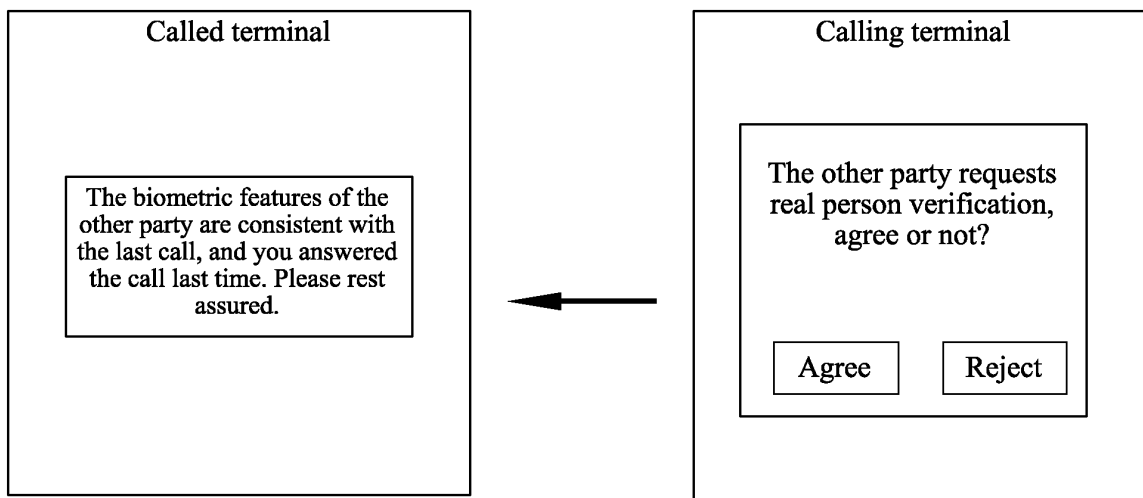 Called terminal
The biometric features of the
other party are consistent with
the last call, and you answered
the call last time. Please rest
assured.
Calling terminal
The other party requests
real person verification,
agree or not?
Agree
Reject